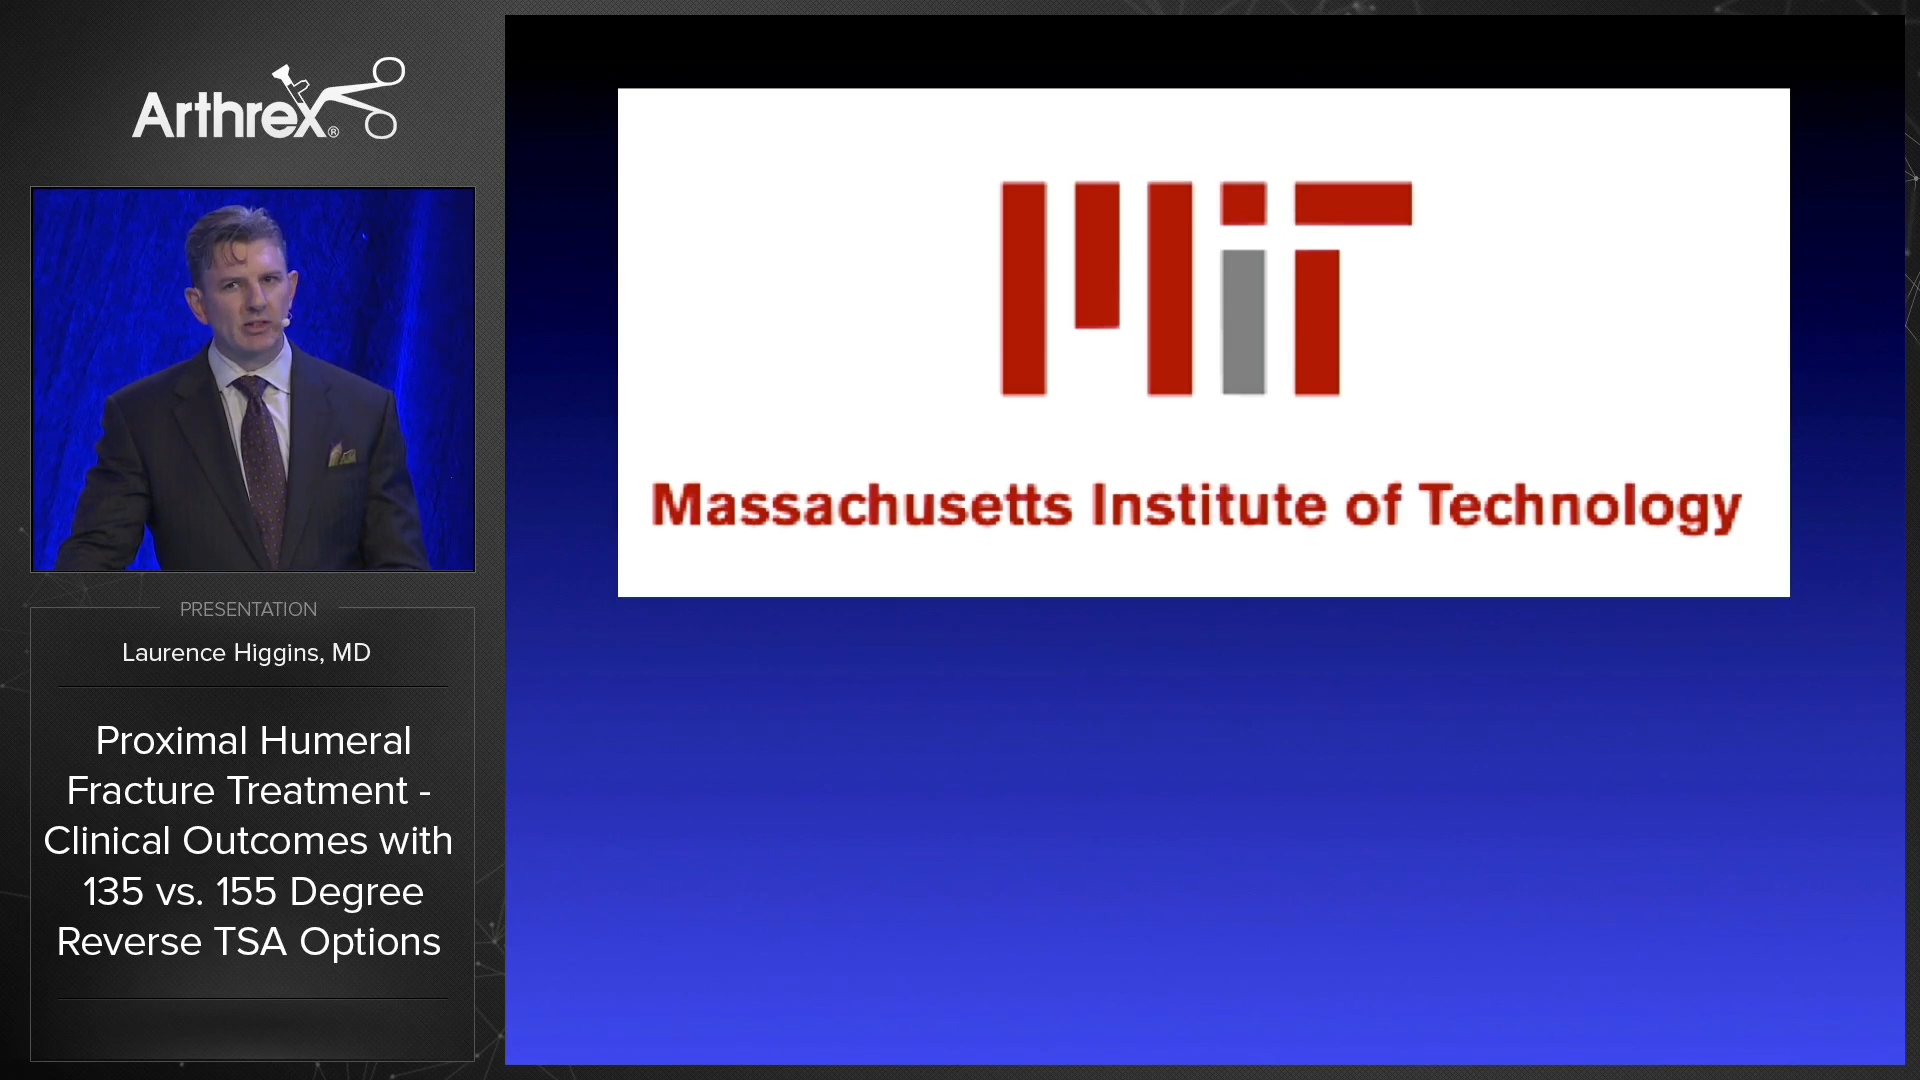 Arthrex®
PRESENTATION
Laurence Higgins, MD
Proximal Humeral
Fracture Treatment -
Clinical Outcomes with
135 vs. 155 Degree
Reverse TSA Options
MIT
Massachusetts Institute of Technology